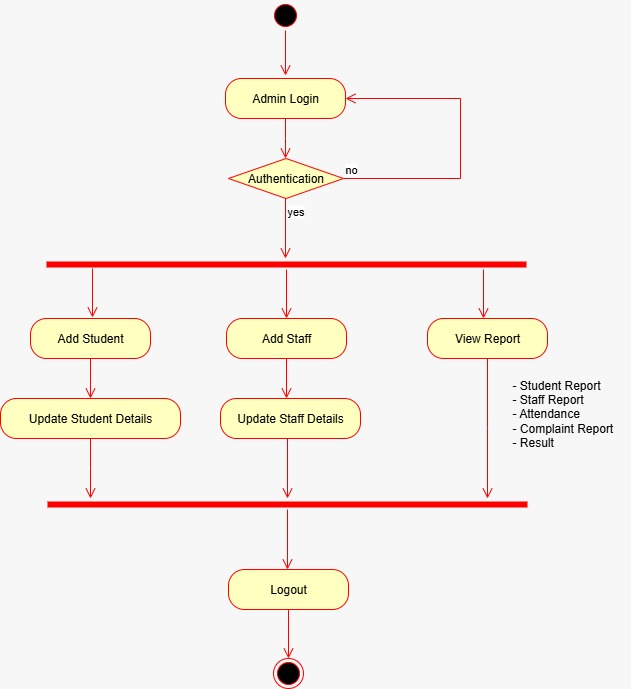 Admin Login
Authentication
no
yes
Add Student
Add Staff
View Report
- Student Report
- Staff Report
- Attendance
- Complaint Report
- Result
Update Student Details
Update Staff Details
Logout